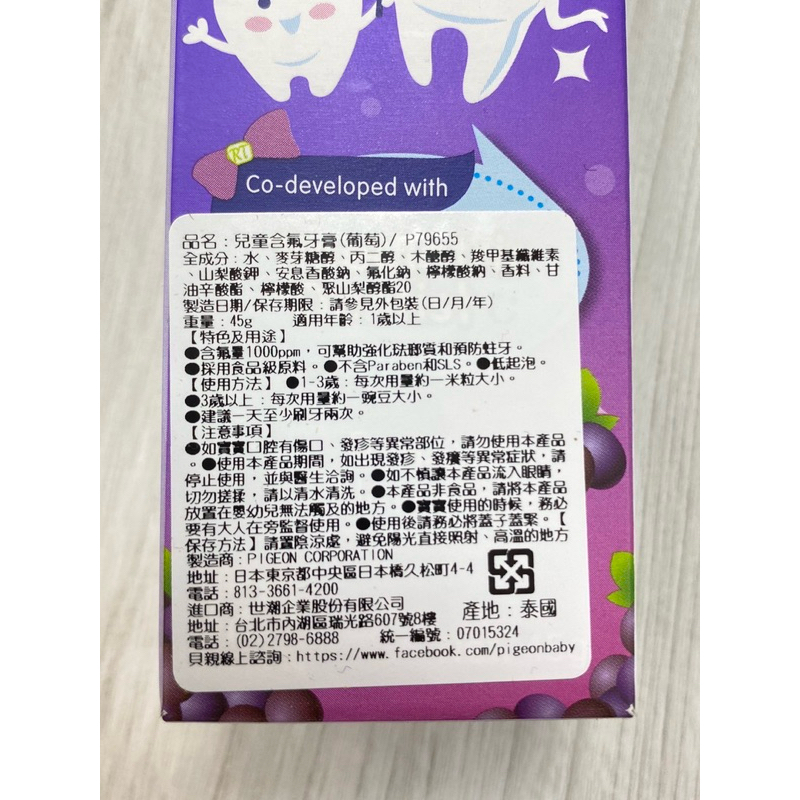 RT
Co-developed with
品名：兒童含氟牙膏(葡萄)/ P79655
全成分：水、麥芽糖醇、丙二醇、木醣醇、羧甲基纖維素
、山梨酸鉀、安息香酸鈉、氟化鈉、檸檬酸鈉、香料、甘
油辛酸酯、檸檬酸、聚山梨醇酯20
製造日期/保存期限：請參見外包裝(日/月/年)
重量：45g 適用年齡：1歲以上
【特色及用途】
●含氟量1000ppm，可幫助強化琺瑯質和預防蛀牙。
●採用食品級原料。●不含Paraben和SLS。●低起泡。
【使用方法】●1-3歲：每次用量約一米粒大小。
●3歲以上：每次用量約一豌豆大小。
●建議一天至少刷牙兩次。
【注意事項】
●如寶寶口腔有傷口、發疹等異常部位，請勿使用本產品
。●使用本產品期間，如出現發疹、發癢等異常症狀，請
停止使用，並與醫生洽詢。●如不慎讓本產品流入眼睛，
切勿搓揉，請以清水清洗。●本產品非食品，請將本產品
放置在嬰幼兒無法觸及的地方。●寶寶使用的時候，務必
要有大人在旁監督使用。●使用後請務必將蓋子蓋緊。【
保存方法】請置陰涼處，避免陽光直接照射、高溫的地方
製造商：PIGEON CORPORATION
地址：日本東京都中央區日本橋久松町4-4
電話：813-3661-4200
進口商：世潮企業股份有限公司
產地：泰國
地址：台北市內湖區瑞光路607號8樓
電話：(02)2798-6888 統一編號：07015324
貝親線上諮詢：https://www.facebook.com/pigeonbaby